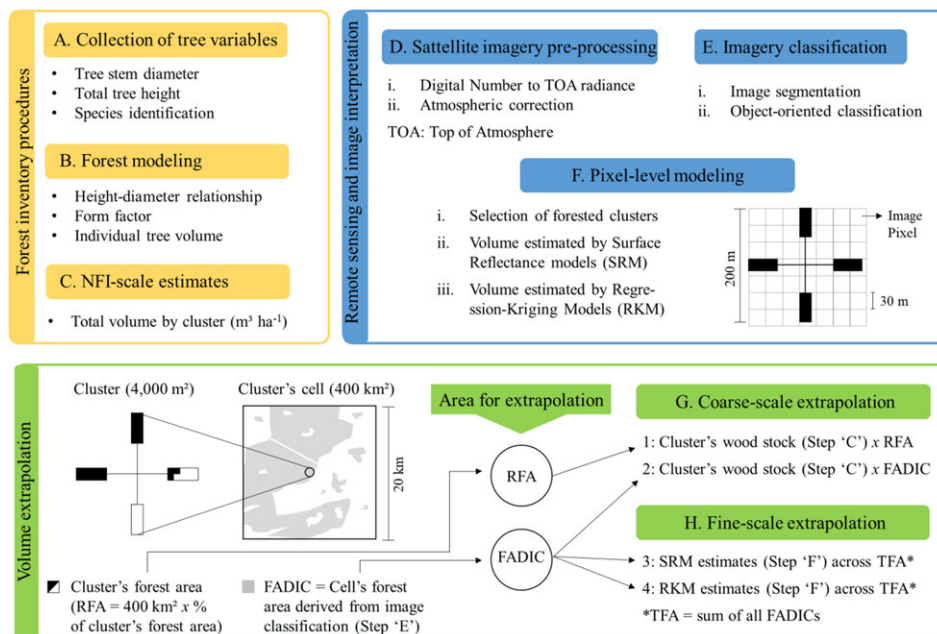 Forest inventory procedures
A. Collection of tree variables
• Tree stem diameter
• Total tree height
• Species identification
B. Forest modeling
• Height-diameter relationship
• Form factor
• Individual tree volume
C. NFI-scale estimates
• Total volume by cluster (m³ ha⁻¹)
Remote sensing and image interpretation
D. Sattellite imagery pre-processing
i. Digital Number to TOA radiance
ii. Atmospheric correction
TOA: Top of Atmosphere
E. Imagery classification
i. Image segmentation
ii. Object-oriented classification
F. Pixel-level modeling
i. Selection of forested clusters
ii. Volume estimated by Surface
Reflectance models (SRM)
iii. Volume estimated by Regre-
ssion-Kriging Models (RKM)
200 m
Image
Pixel
30 m
Volume extrapolation
Cluster (4,000 m²)
Cluster's cell (400 km²)
20 km
Cluster's forest area
(RFA = 400 km² x %
of cluster's forest area)
FADIC = Cell's forest
area derived from image
classification (Step 'E')
Area for extrapolation
RFA
FADIC
G. Coarse-scale extrapolation
1: Cluster's wood stock (Step 'C') x RFA
2: Cluster's wood stock (Step 'C') x FADIC
H. Fine-scale extrapolation
3: SRM estimates (Step 'F') across TFA*
4: RKM estimates (Step 'F') across TFA*
*TFA = sum of all FADICs